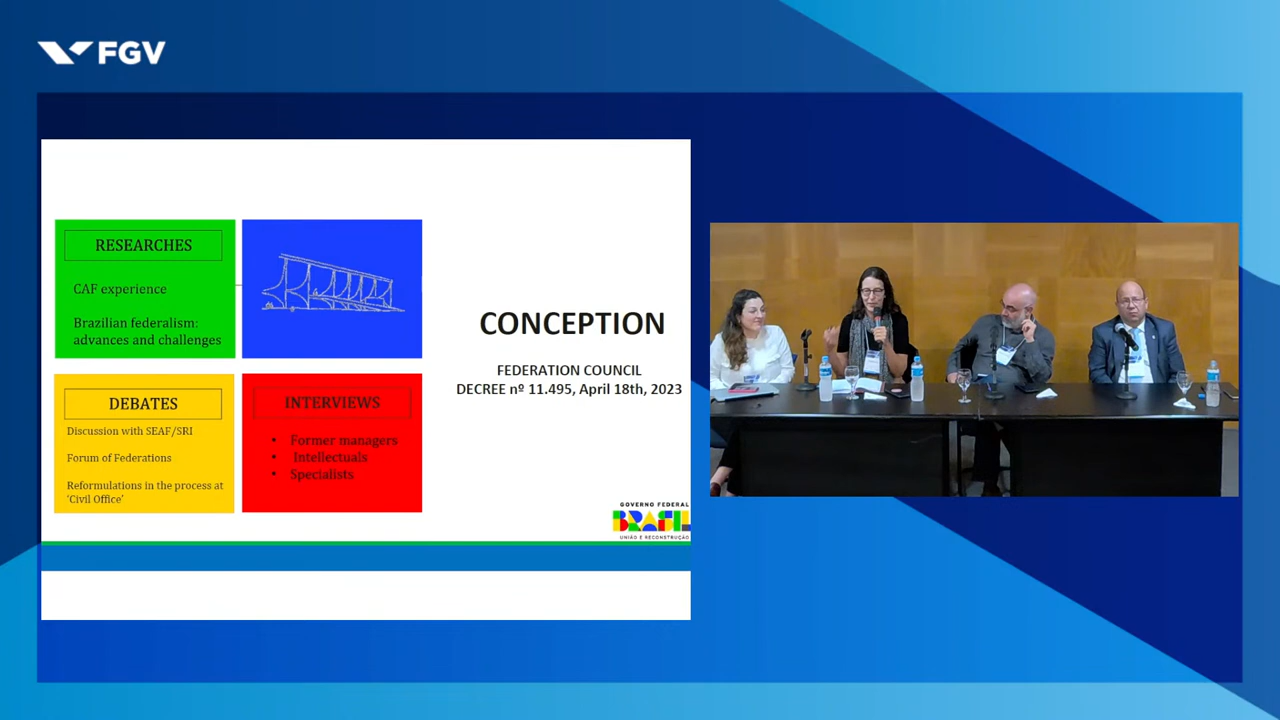 FGV
RESEARCHES
CAF experience
Brazilian federalism:
advances and challenges
DEBATES
Discussion with SEAF/SRI
Forum of Federations
Reformulations in the process at
‘Civil Office’
INTERVIEWS
• Former managers
• Intellectuals
• Specialists
CONCEPTION
FEDERATION COUNCIL
DECREE nº 11.495, April 18th, 2023
GOVERNO FEDERAL
BRASIL
UNIÃO E RECONSTRUÇÃO